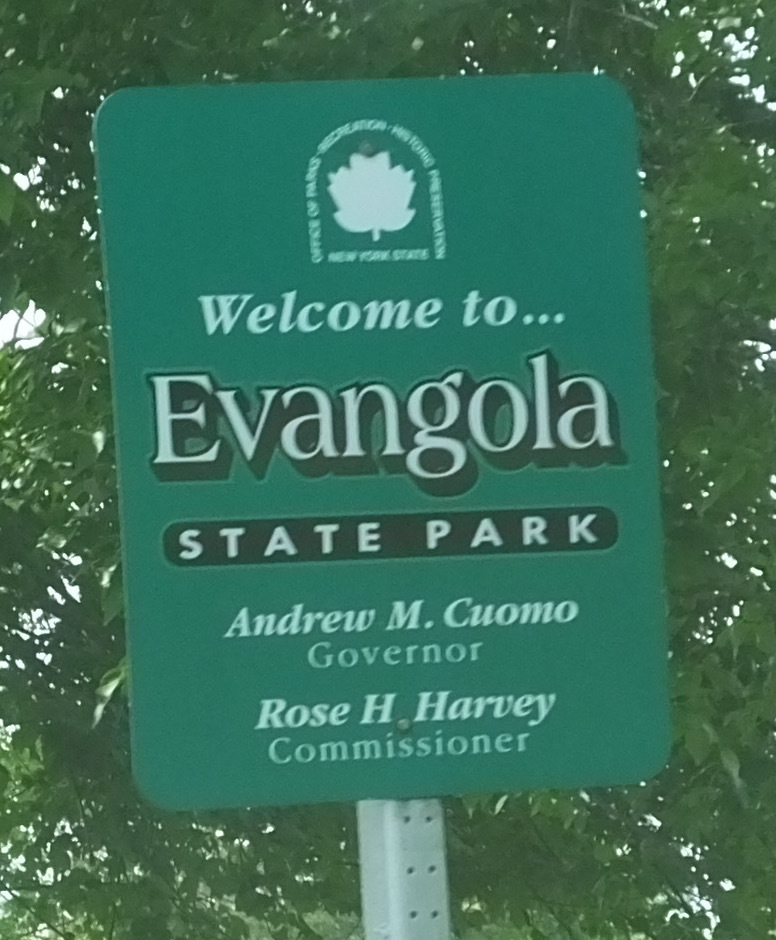 OFFICE OF PARKS · RECREATION · HISTORIC PRESERVATION
NEW YORK STATE
Welcome to...
Evangola
STATE PARK
Andrew M. Cuomo
Governor
Rose H Harvey
Commissioner